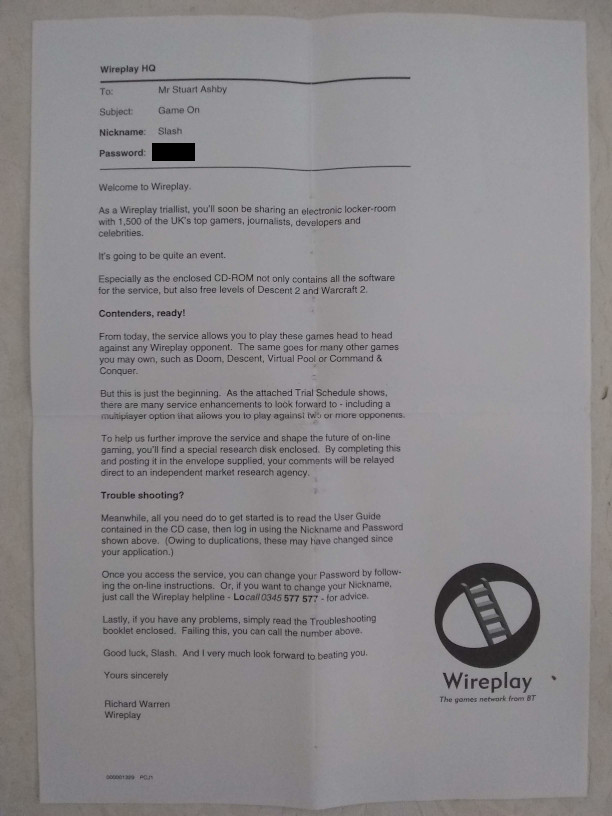 Wireplay HQ
To: Mr Stuart Ashby
Subject: Game On
Nickname: Slash
Password:
Welcome to Wireplay.
As a Wireplay triallist, you'll soon be sharing an electronic locker-room
with 1,500 of the UK's top gamers, journalists, developers and
celebrities.
It's going to be quite an event.
Especially as the enclosed CD-ROM not only contains all the software
for the service, but also free levels of Descent 2 and Warcraft 2.
Contenders, ready!
From today, the service allows you to play these games head to head
against any Wireplay opponent. The same goes for many other games
you may own, such as Doom, Descent, Virtual Pool or Command &
Conquer.
But this is just the beginning. As the attached Trial Schedule shows,
there are many service enhancements to look forward to - including a
multiplayer option that allows you to play against two or more opponents.
To help us further improve the service and shape the future of on-line
gaming, you'll find a special research disk enclosed. By completing this
and posting it in the envelope supplied, your comments will be relayed
direct to an independent market research agency.
Trouble shooting?
Meanwhile, all you need do to get started is to read the User Guide
contained in the CD case, then log in using the Nickname and Password
shown above. (Owing to duplications, these may have changed since
your application.)
Once you access the service, you can change your Password by follow-
ing the on-line instructions. Or, if you want to change your Nickname,
just call the Wireplay helpline - Localcall 0345 577 577 - for advice.
Lastly, if you have any problems, simply read the Troubleshooting
booklet enclosed. Failing this, you can call the number above.
Good luck, Slash. And I very much look forward to beating you.
Yours sincerely
Richard Warren
Wireplay
Wireplay
The games network from BT
PCJ1